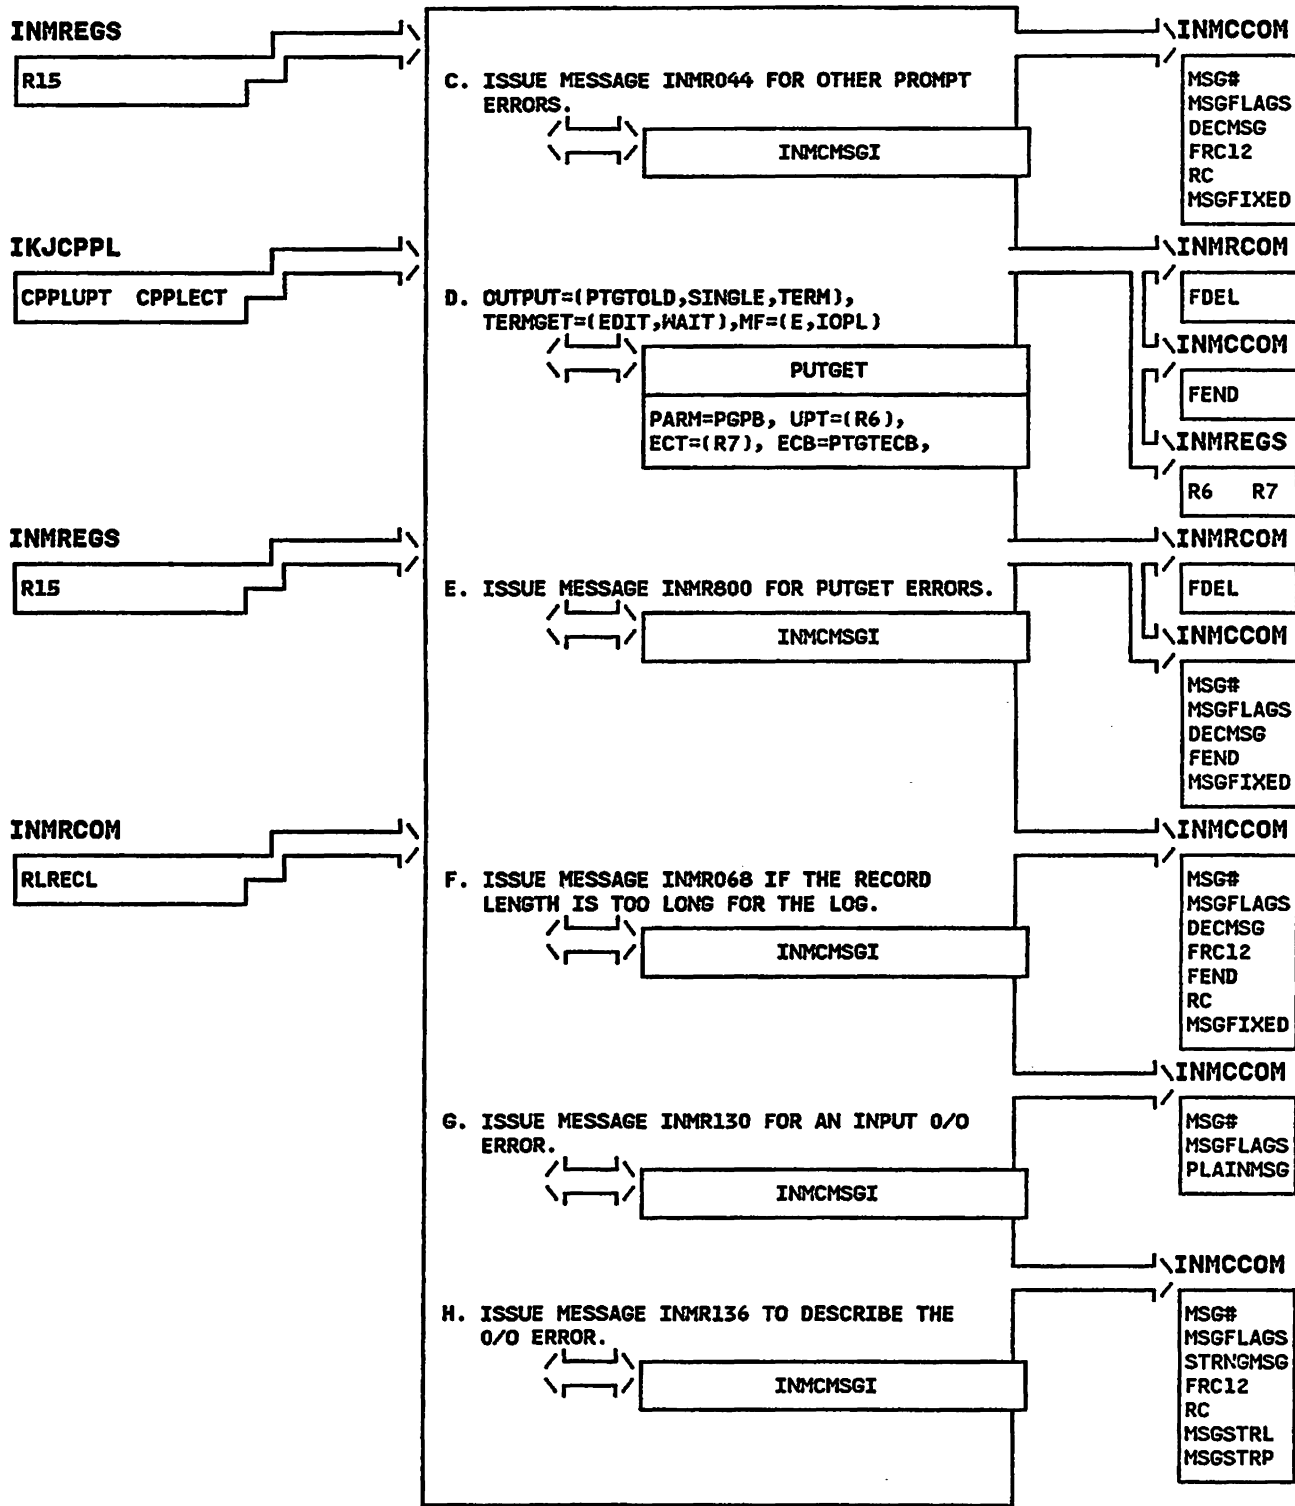 INMREGS
R15
C. ISSUE MESSAGE INMR044 FOR OTHER PROMPT
ERRORS.
INMCMSGI
INMCCOM
MSG#
MSGFLAGS
DECMSG
FRC12
RC
MSGFIXED
IKJCPPL
CPPLUPT CPPLECT
D. OUTPUT=(PTGTOLD,SINGLE,TERM),
TERMGET=(EDIT,WAIT),MF=(E,IOPL)
PUTGET
PARM=PGPB, UPT=(R6),
ECT=(R7), ECB=PTGTECB,
INMRCOM
FDEL
INMCCOM
FEND
INMREGS
R6 R7
INMREGS
R15
E. ISSUE MESSAGE INMR800 FOR PUTGET ERRORS.
INMCMSGI
INMRCOM
FDEL
INMCCOM
MSG#
MSGFLAGS
DECMSG
FEND
MSGFIXED
INMRCOM
RLRECL
F. ISSUE MESSAGE INMR068 IF THE RECORD
LENGTH IS TOO LONG FOR THE LOG.
INMCMSGI
INMCCOM
MSG#
MSGFLAGS
DECMSG
FRC12
FEND
RC
MSGFIXED
G. ISSUE MESSAGE INMR130 FOR AN INPUT O/O
ERROR.
INMCMSGI
INMCCOM
MSG#
MSGFLAGS
PLAINMSG
H. ISSUE MESSAGE INMR136 TO DESCRIBE THE
O/O ERROR.
INMCMSGI
INMCCOM
MSG#
MSGFLAGS
STRNGMSG
FRC12
RC
MSGSTRL
MSGSTRP